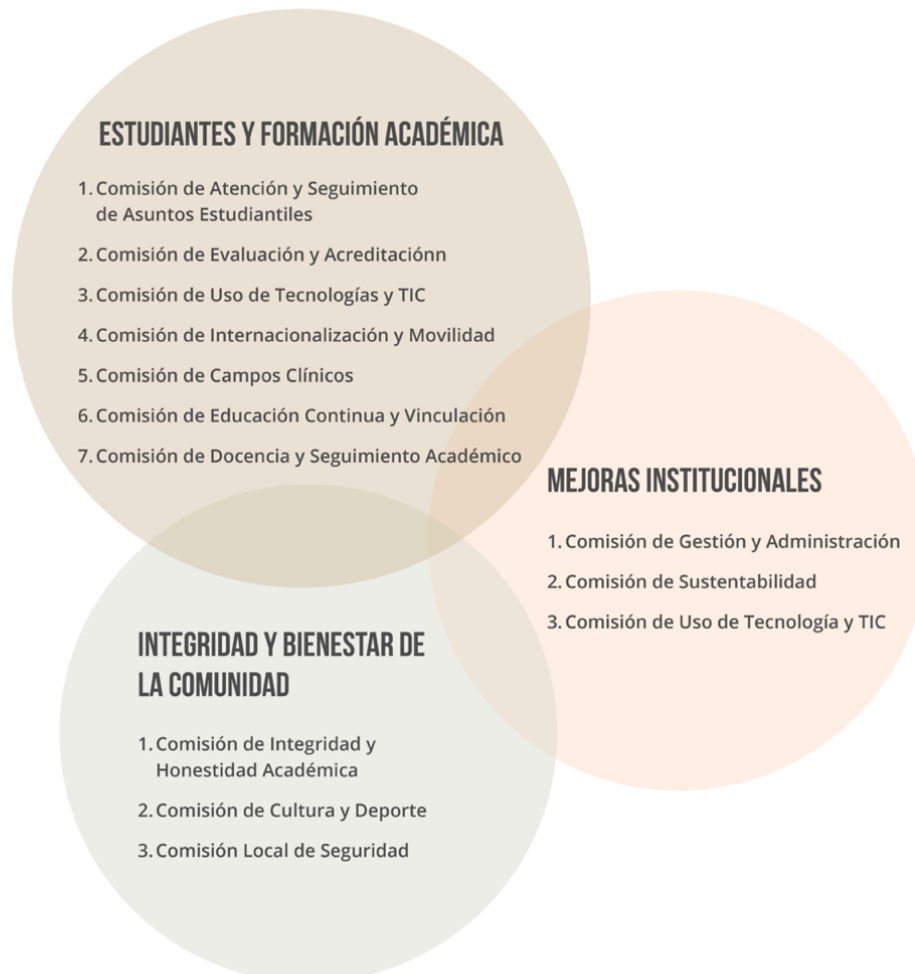 ESTUDIANTES Y FORMACIÓN ACADÉMICA
1. Comisión de Atención y Seguimiento
de Asuntos Estudiantiles
2. Comisión de Evaluación y Acreditaciónn
3. Comisión de Uso de Tecnologías y TIC
4. Comisión de Internacionalización y Movilidad
5. Comisión de Campos Clínicos
6. Comisión de Educación Continua y Vinculación
7. Comisión de Docencia y Seguimiento Académico
MEJORAS INSTITUCIONALES
1. Comisión de Gestión y Administración
2. Comisión de Sustentabilidad
3. Comisión de Uso de Tecnología y TIC
INTEGRIDAD Y BIENESTAR DE
LA COMUNIDAD
1. Comisión de Integridad y
Honestidad Académica
2. Comisión de Cultura y Deporte
3. Comisión Local de Seguridad